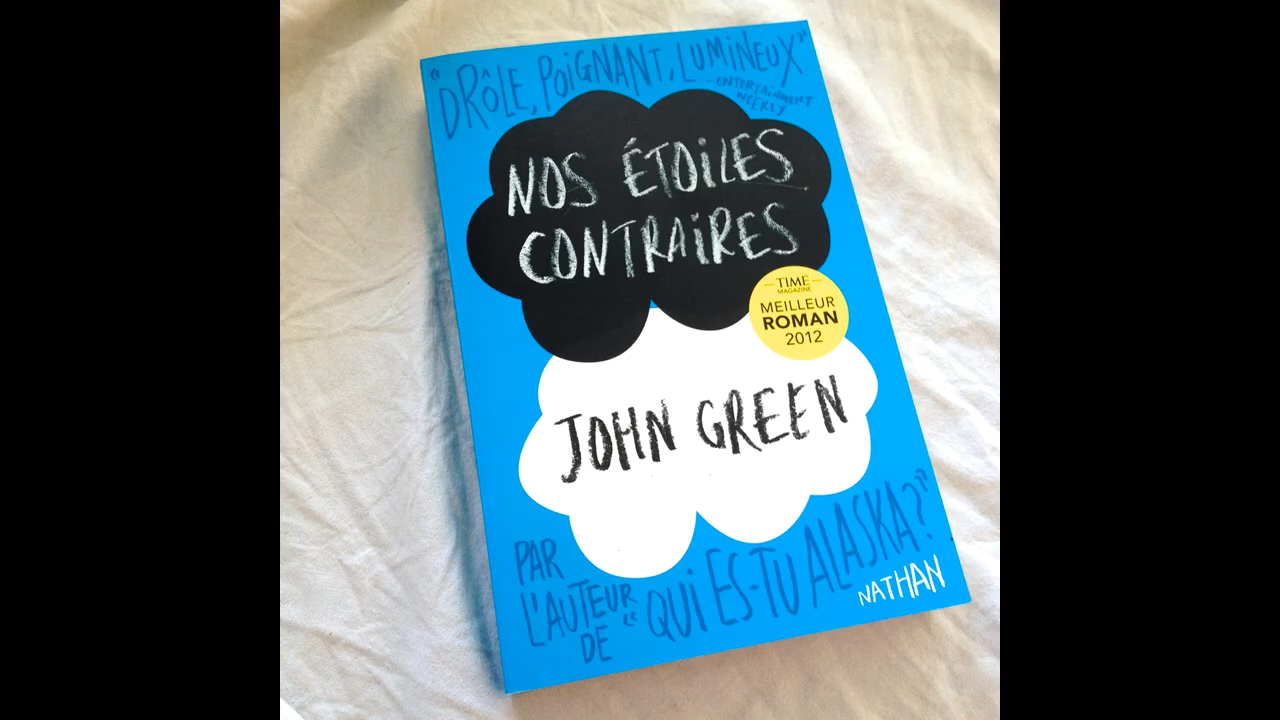 “DRÔLE, POIGNANT, LUMINEUX”
– ENTERTAINMENT
WEEKLY
NOS ÉTOILES
CONTRAIRES
TIME
MAGAZINE
MEILLEUR
ROMAN
2012
JOHN GREEN
PAR
L'AUTEUR
DE “QUI ES-TU ALASKA?”
NATHAN